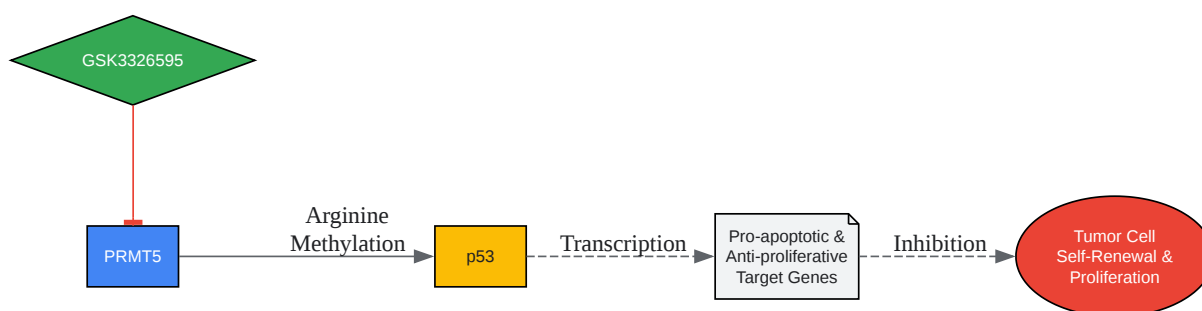 GSK3326595
PRMT5
Arginine
Methylation
p53
Transcription
Pro-apoptotic &
Anti-proliferative
Target Genes
Inhibition
Tumor Cell
Self-Renewal &
Proliferation